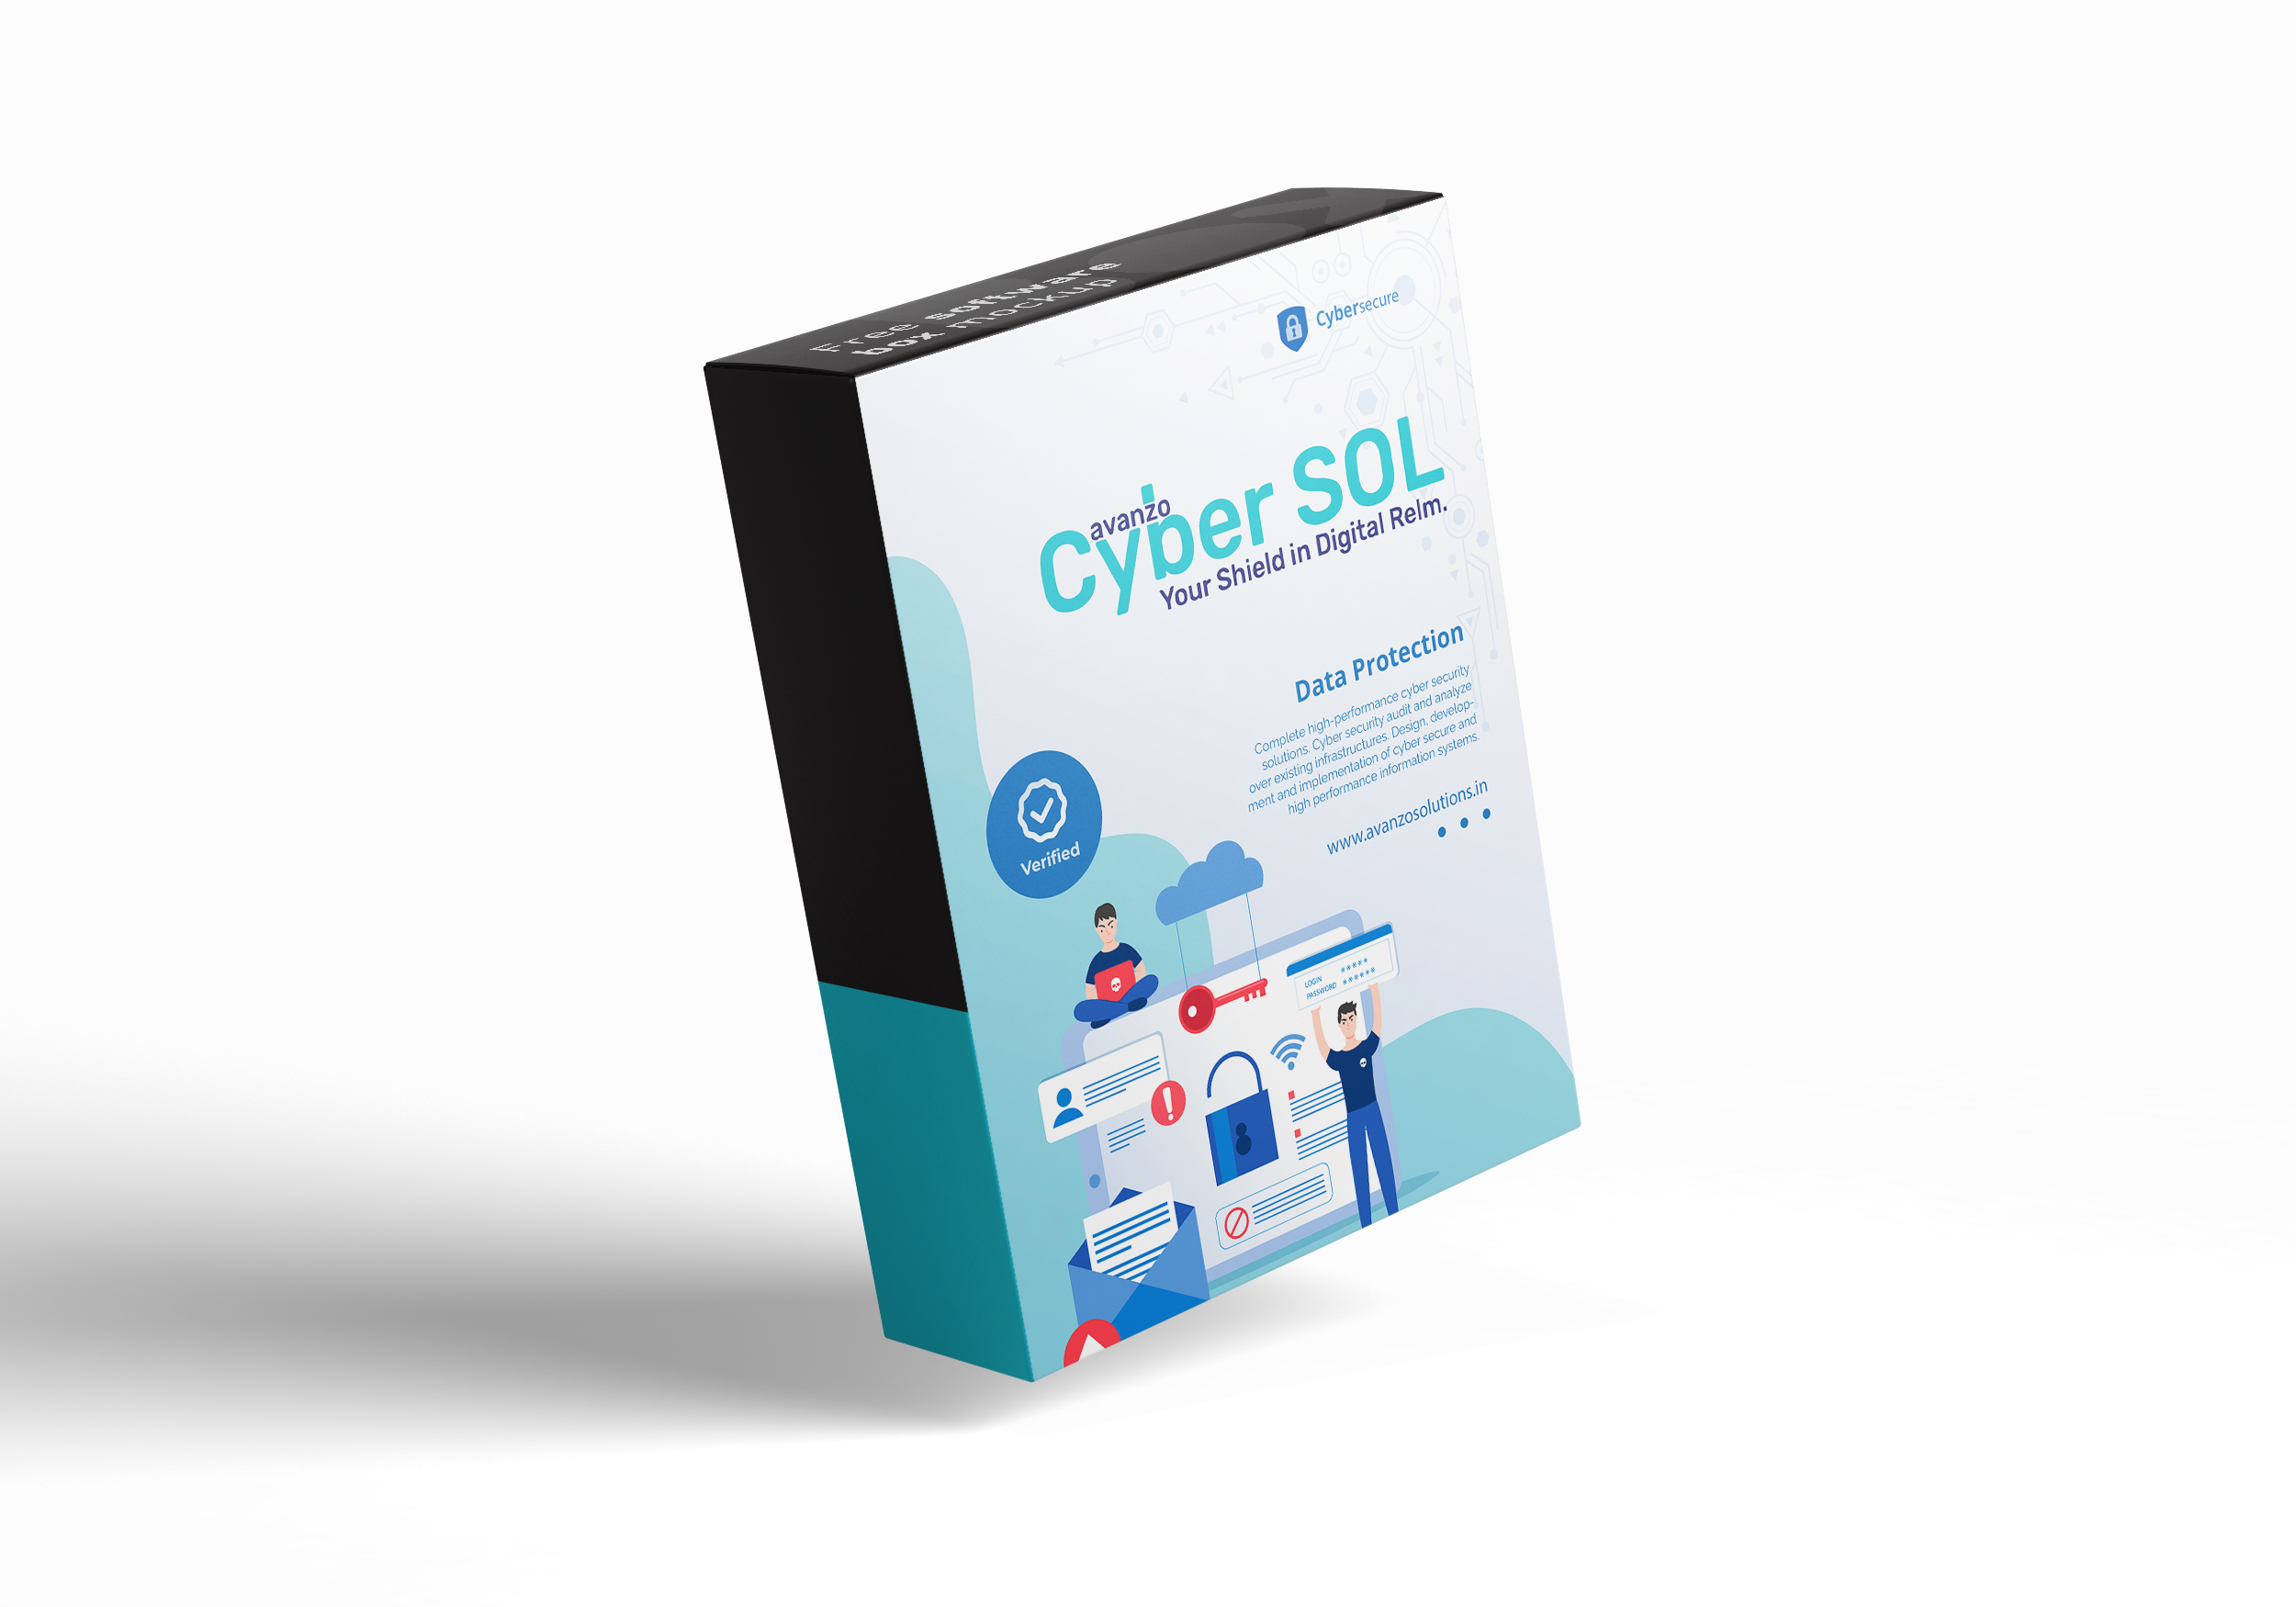 Free software
box mockup
Cybersecure
avanzo
Cyber SOL
Your Shield in Digital Relm.
Data Protection
Complete high-performance cyber security
solutions. Cyber security audit and analyze
over existing infrastructures. Design, develop-
ment and implementation of cyber secure and
high performance information systems.
www.avanzosolutions.in
Verified
LOGIN *****
PASSWORD ******